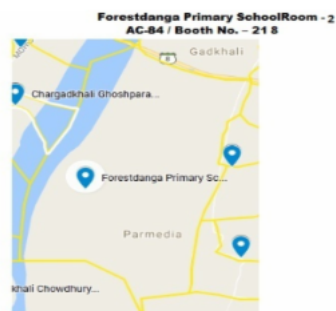 Forestdanga Primary SchoolRoom - 2
AC-84 / Booth No. – 21 8
Gadkhali
8
Chargadkhali Ghoshpara...
Forestdanga Primary Sc...
Parmedia
khali Chowdhury...